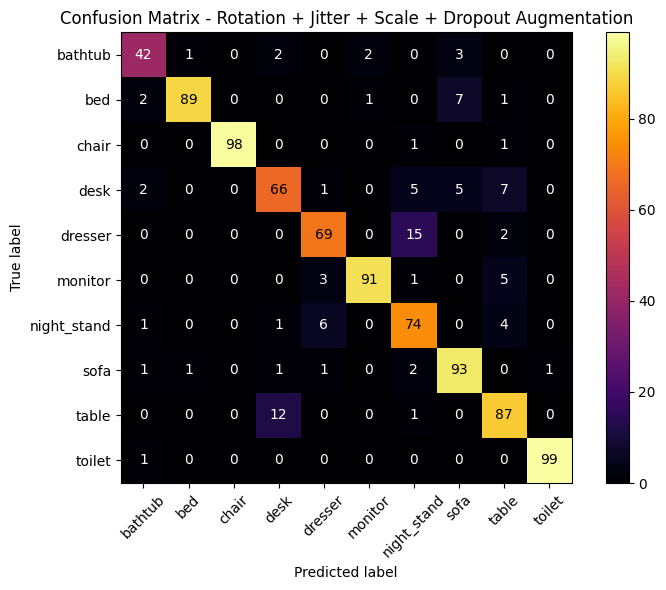 Confusion Matrix - Rotation + Jitter + Scale + Dropout Augmentation
True label
bathtub 42 1 0 2 0 2 0 3 0 0
bed 2 89 0 0 0 1 0 7 1 0
chair 0 0 98 0 0 0 1 0 1 0
desk 2 0 0 66 1 0 5 5 7 0
dresser 0 0 0 0 69 0 15 0 2 0
monitor 0 0 0 0 3 91 1 0 5 0
night_stand 1 0 0 1 6 0 74 0 4 0
sofa 1 1 0 1 1 0 2 93 0 1
table 0 0 0 12 0 0 1 0 87 0
toilet 1 0 0 0 0 0 0 0 0 99
bathtub bed chair desk dresser monitor night_stand sofa table toilet
Predicted label
80
60
40
20
0